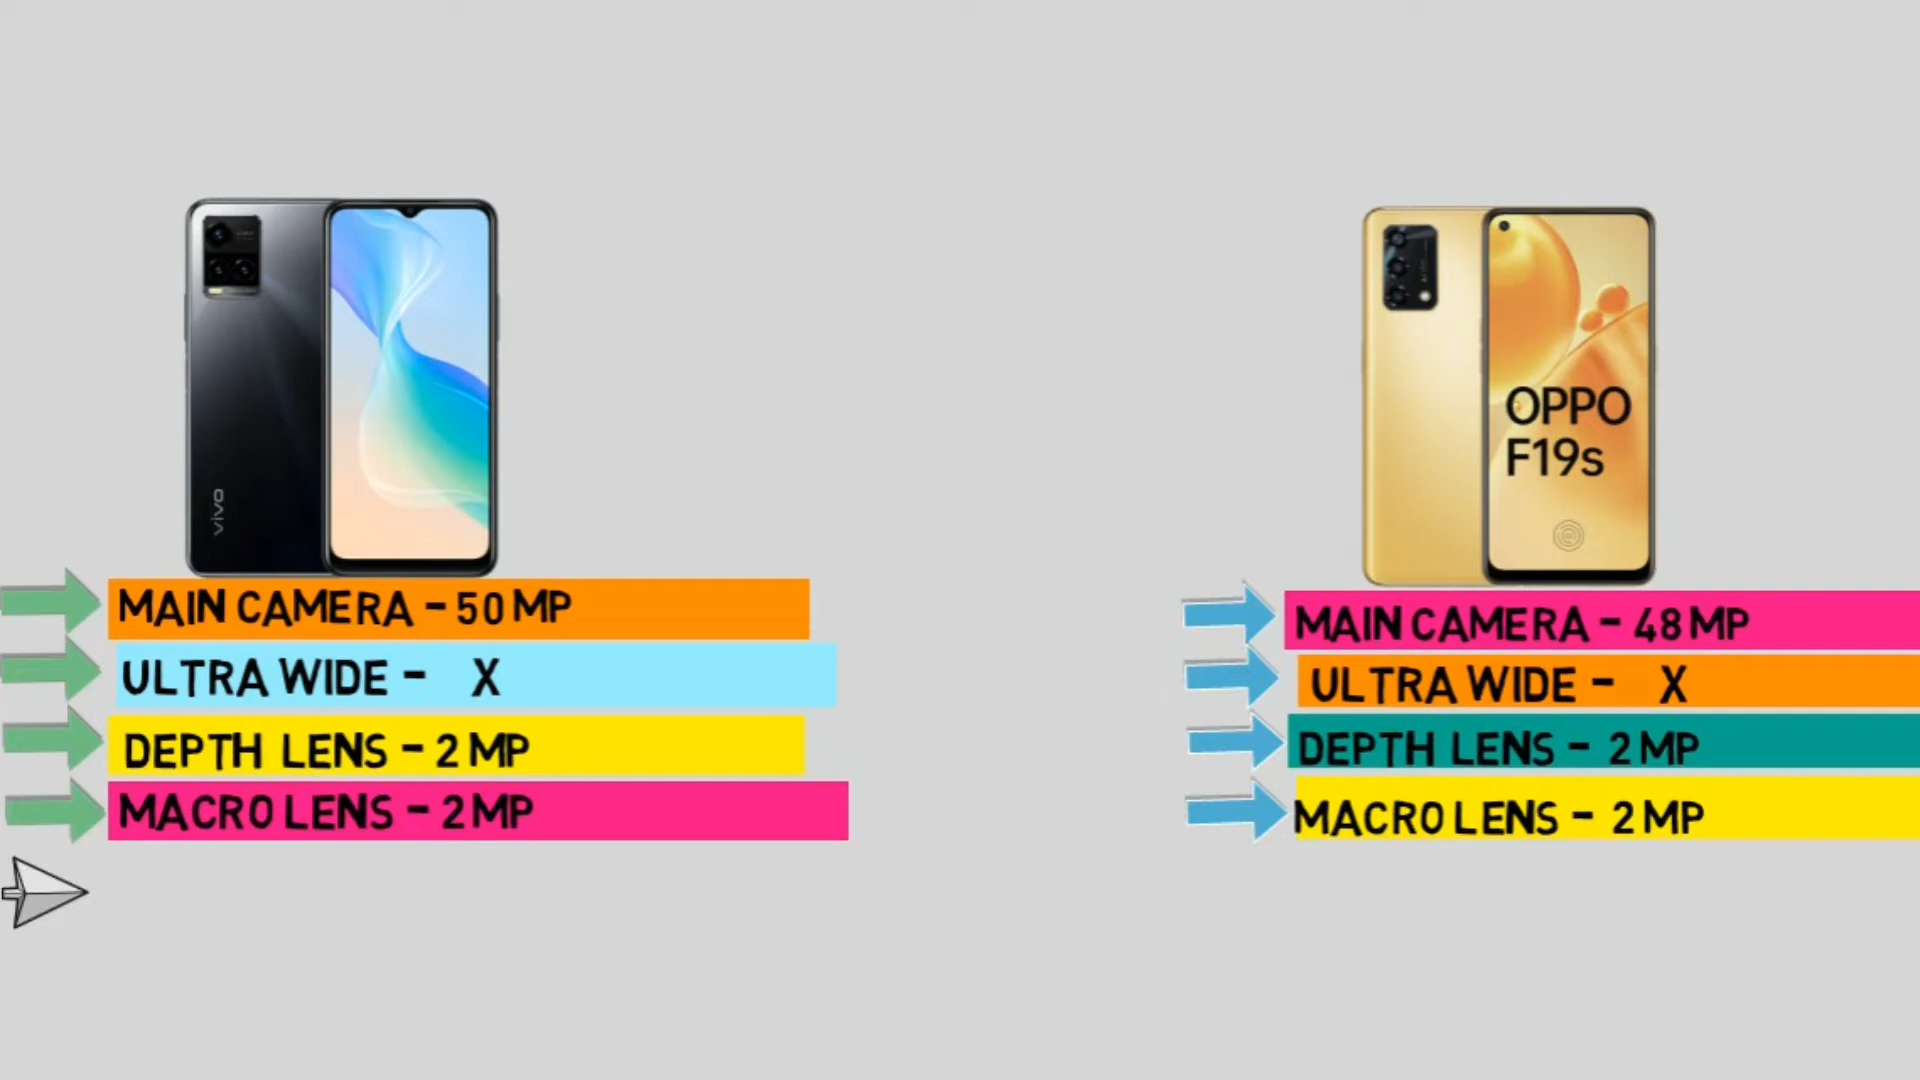 vivo
MAIN CAMERA - 50 MP
ULTRA WIDE - X
DEPTH LENS - 2 MP
MACRO LENS - 2 MP
OPPO
F19s
MAIN CAMERA - 48 MP
ULTRA WIDE - X
DEPTH LENS - 2 MP
MACRO LENS - 2 MP